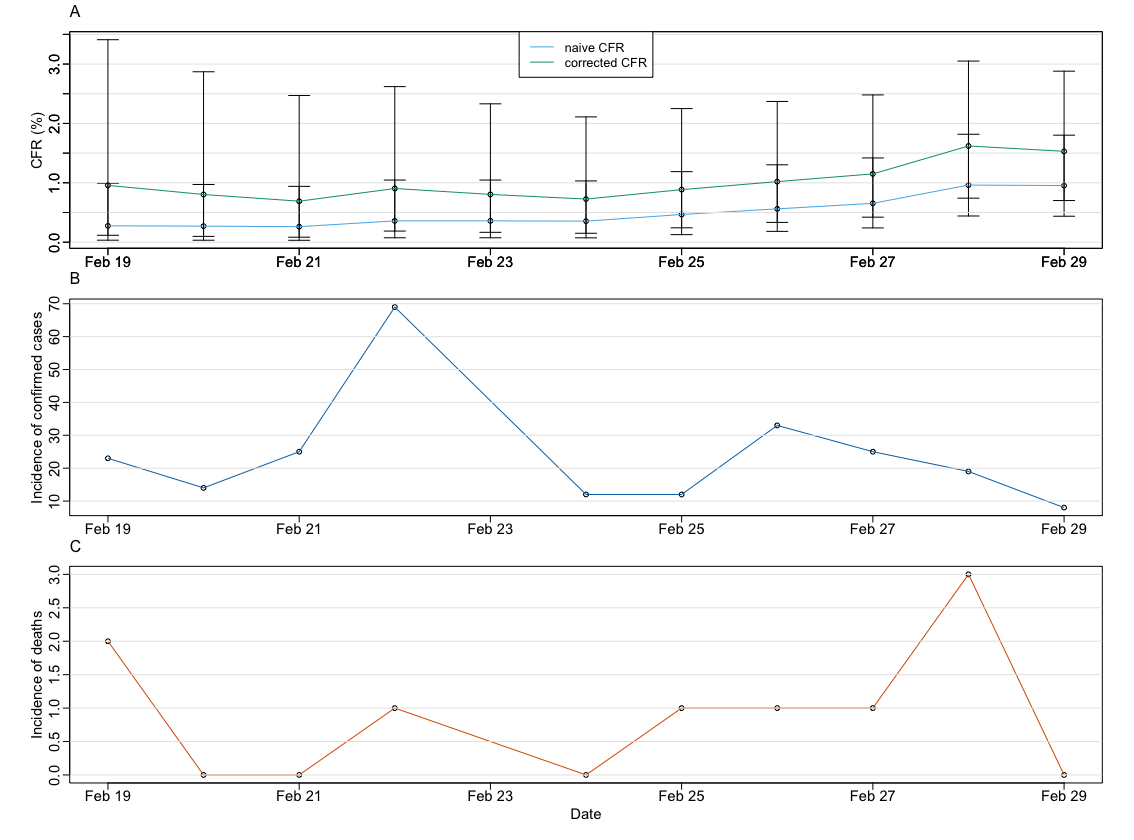 A
CFR (%)
3.0
2.0
1.0
0.0
naive CFR
corrected CFR
Feb 19 Feb 21 Feb 23 Feb 25 Feb 27 Feb 29
B
Incidence of confirmed cases
70
60
50
40
30
20
10
Feb 19 Feb 21 Feb 23 Feb 25 Feb 27 Feb 29
C
Incidence of deaths
3.0
2.5
2.0
1.5
1.0
0.5
0.0
Feb 19 Feb 21 Feb 23 Feb 25 Feb 27 Feb 29
Date